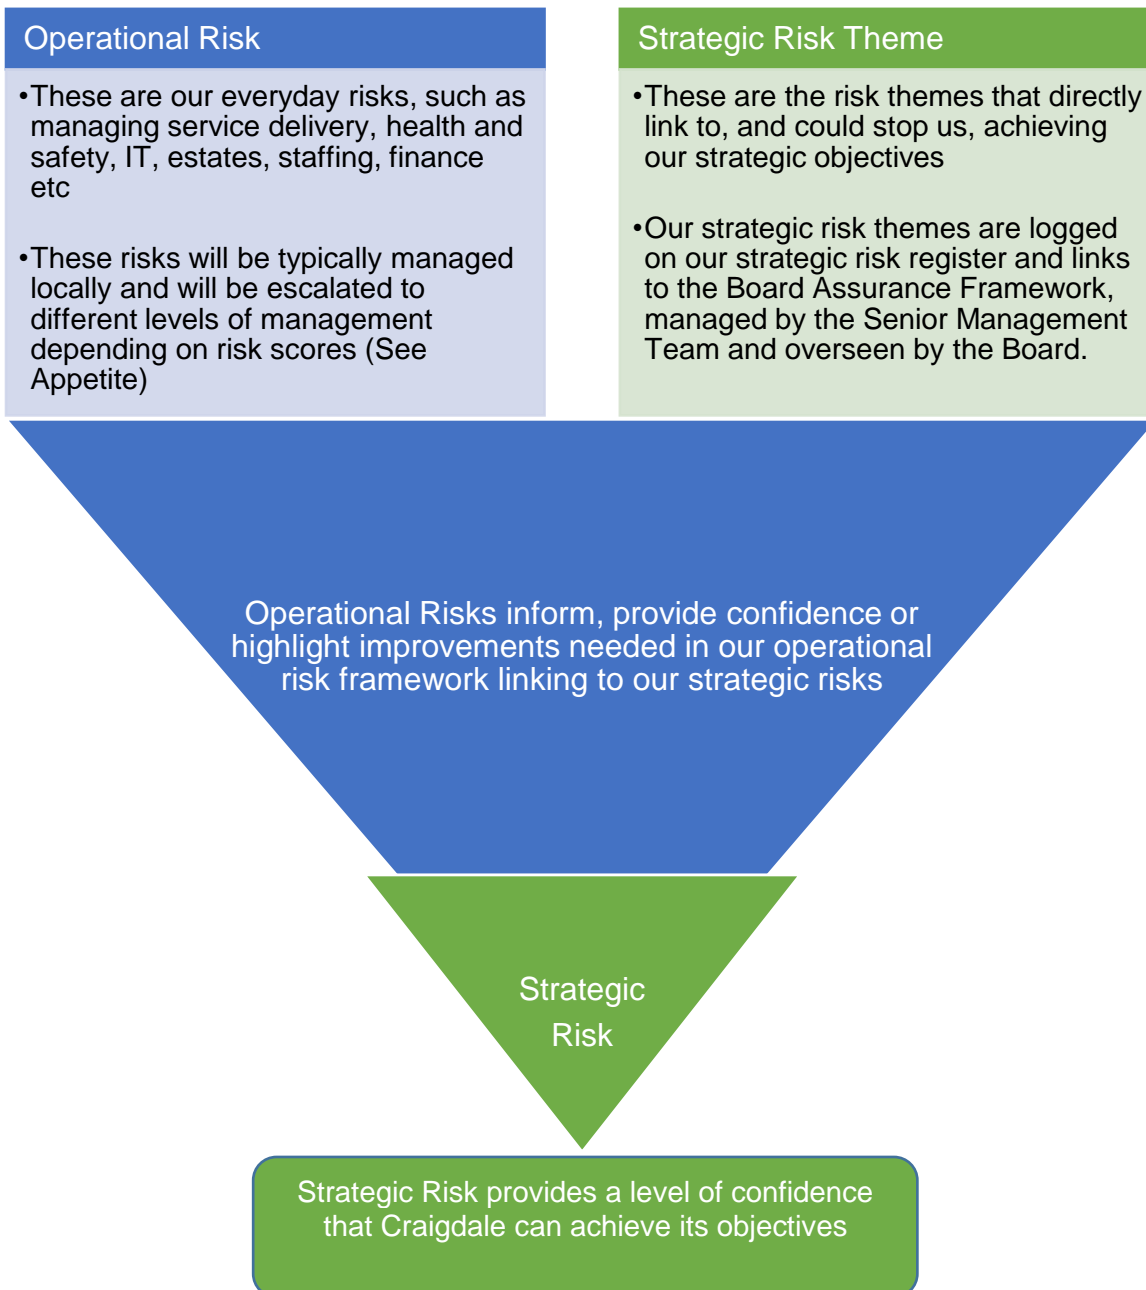 Operational Risk
•These are our everyday risks, such as
managing service delivery, health and
safety, IT, estates, staffing, finance
etc
•These risks will be typically managed
locally and will be escalated to
different levels of management
depending on risk scores (See
Appetite)
Strategic Risk Theme
•These are the risk themes that directly
link to, and could stop us, achieving
our strategic objectives
•Our strategic risk themes are logged
on our strategic risk register and links
to the Board Assurance Framework,
managed by the Senior Management
Team and overseen by the Board.
Operational Risks inform, provide confidence or
highlight improvements needed in our operational
risk framework linking to our strategic risks
Strategic
Risk
Strategic Risk provides a level of confidence
that Craigdale can achieve its objectives